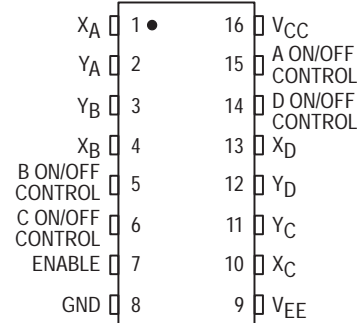 XA 1 16 VCC
YA 2 15 A ON/OFF CONTROL
YB 3 14 D ON/OFF CONTROL
XB 4 13 XD
B ON/OFF CONTROL 5 12 YD
C ON/OFF CONTROL 6 11 YC
ENABLE 7 10 XC
GND 8 9 VEE